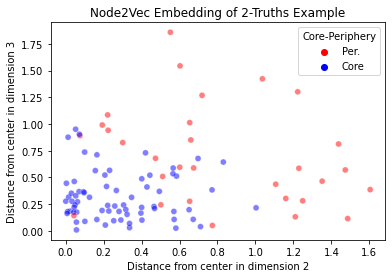 Node2Vec Embedding of 2-Truths Example
Core-Periphery
Per.
Core
Distance from center in dimension 3
1.75
1.50
1.25
1.00
0.75
0.50
0.25
0.00
0.0 0.2 0.4 0.6 0.8 1.0 1.2 1.4 1.6
Distance from center in dimension 2